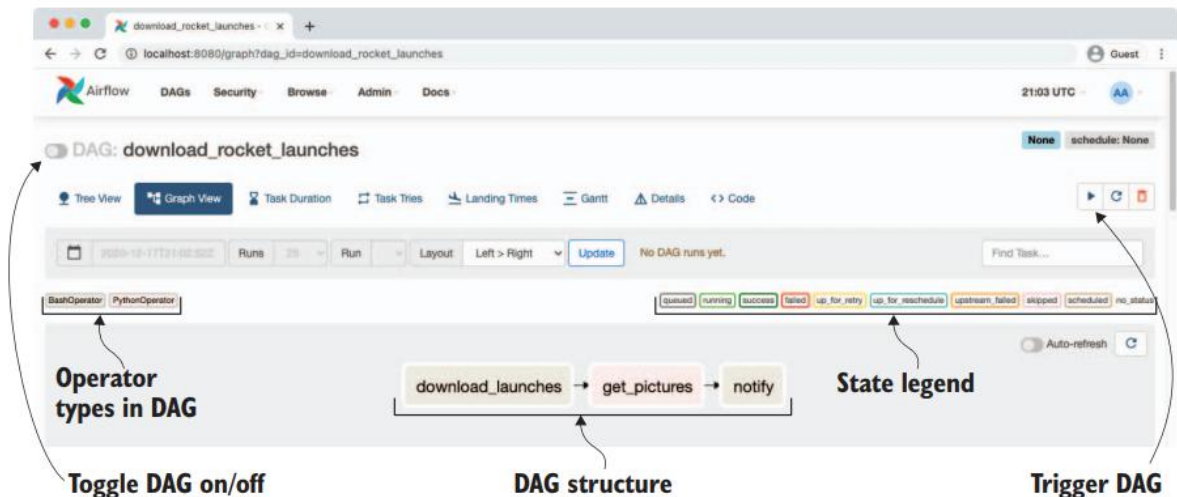 download_rocket_launches -
localhost:8080/graph?dag_id=download_rocket_launches
Guest
Airflow DAGs Security Browse Admin Docs 21:03 UTC AA
DAG: download_rocket_launches None schedule: None
Tree View Graph View Task Duration Task Tries Landing Times Gantt Details <> Code
Runs 25 Run Layout Left > Right Update No DAG runs yet. Find Task...
BashOperator PythonOperator queued running success failed up_for_retry up_for_reschedule upstream_failed skipped scheduled no_status
Auto-refresh
Operator
types in DAG
download_launches get_pictures notify
State legend
Toggle DAG on/off DAG structure Trigger DAG